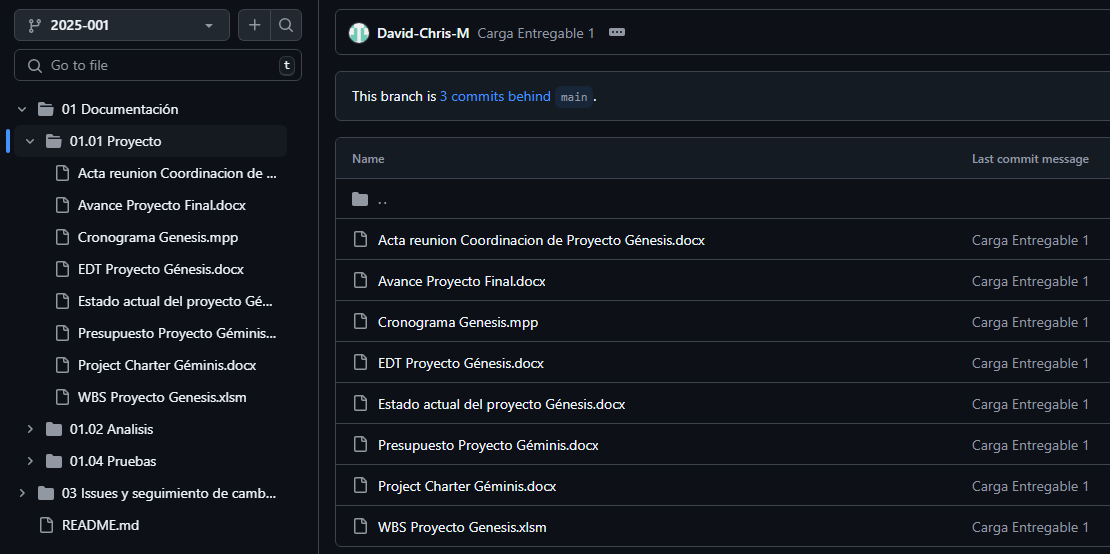 2025-001
Go to file
t
01 Documentación
01.01 Proyecto
Acta reunion Coordinacion de ...
Avance Proyecto Final.docx
Cronograma Genesis.mpp
EDT Proyecto Génesis.docx
Estado actual del proyecto Gé...
Presupuesto Proyecto Géminis...
Project Charter Géminis.docx
WBS Proyecto Genesis.xlsm
01.02 Analisis
01.04 Pruebas
03 Issues y seguimiento de camb...
README.md
David-Chris-M Carga Entregable 1
This branch is 3 commits behind main .
Name Last commit message
..
Acta reunion Coordinacion de Proyecto Génesis.docx Carga Entregable 1
Avance Proyecto Final.docx Carga Entregable 1
Cronograma Genesis.mpp Carga Entregable 1
EDT Proyecto Génesis.docx Carga Entregable 1
Estado actual del proyecto Génesis.docx Carga Entregable 1
Presupuesto Proyecto Géminis.docx Carga Entregable 1
Project Charter Géminis.docx Carga Entregable 1
WBS Proyecto Genesis.xlsm Carga Entregable 1